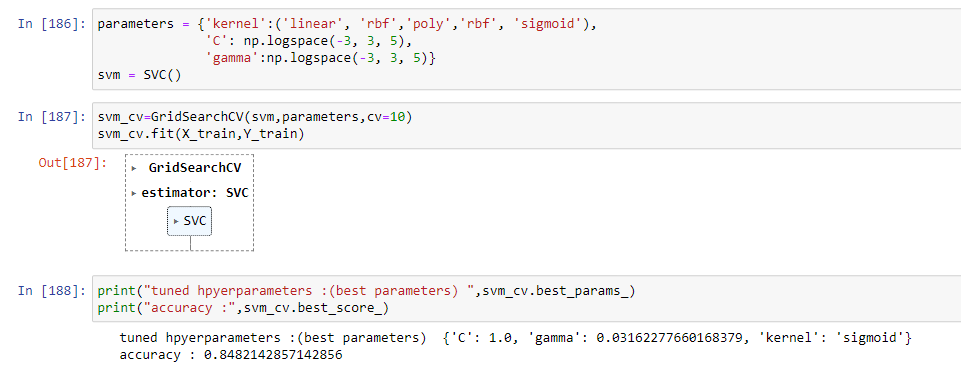 In [186]: parameters = {'kernel':('linear', 'rbf','poly','rbf', 'sigmoid'),
'C': np.logspace(-3, 3, 5),
'gamma':np.logspace(-3, 3, 5)}
svm = SVC()
In [187]: svm_cv=GridSearchCV(svm,parameters,cv=10)
svm_cv.fit(X_train,Y_train)
Out[187]:
▸ GridSearchCV
▸ estimator: SVC
▸ SVC
In [188]: print("tuned hpyerparameters :(best parameters) ",svm_cv.best_params_)
print("accuracy :",svm_cv.best_score_)
tuned hpyerparameters :(best parameters)  {'C': 1.0, 'gamma': 0.03162277660168379, 'kernel': 'sigmoid'}
accuracy : 0.8482142857142856